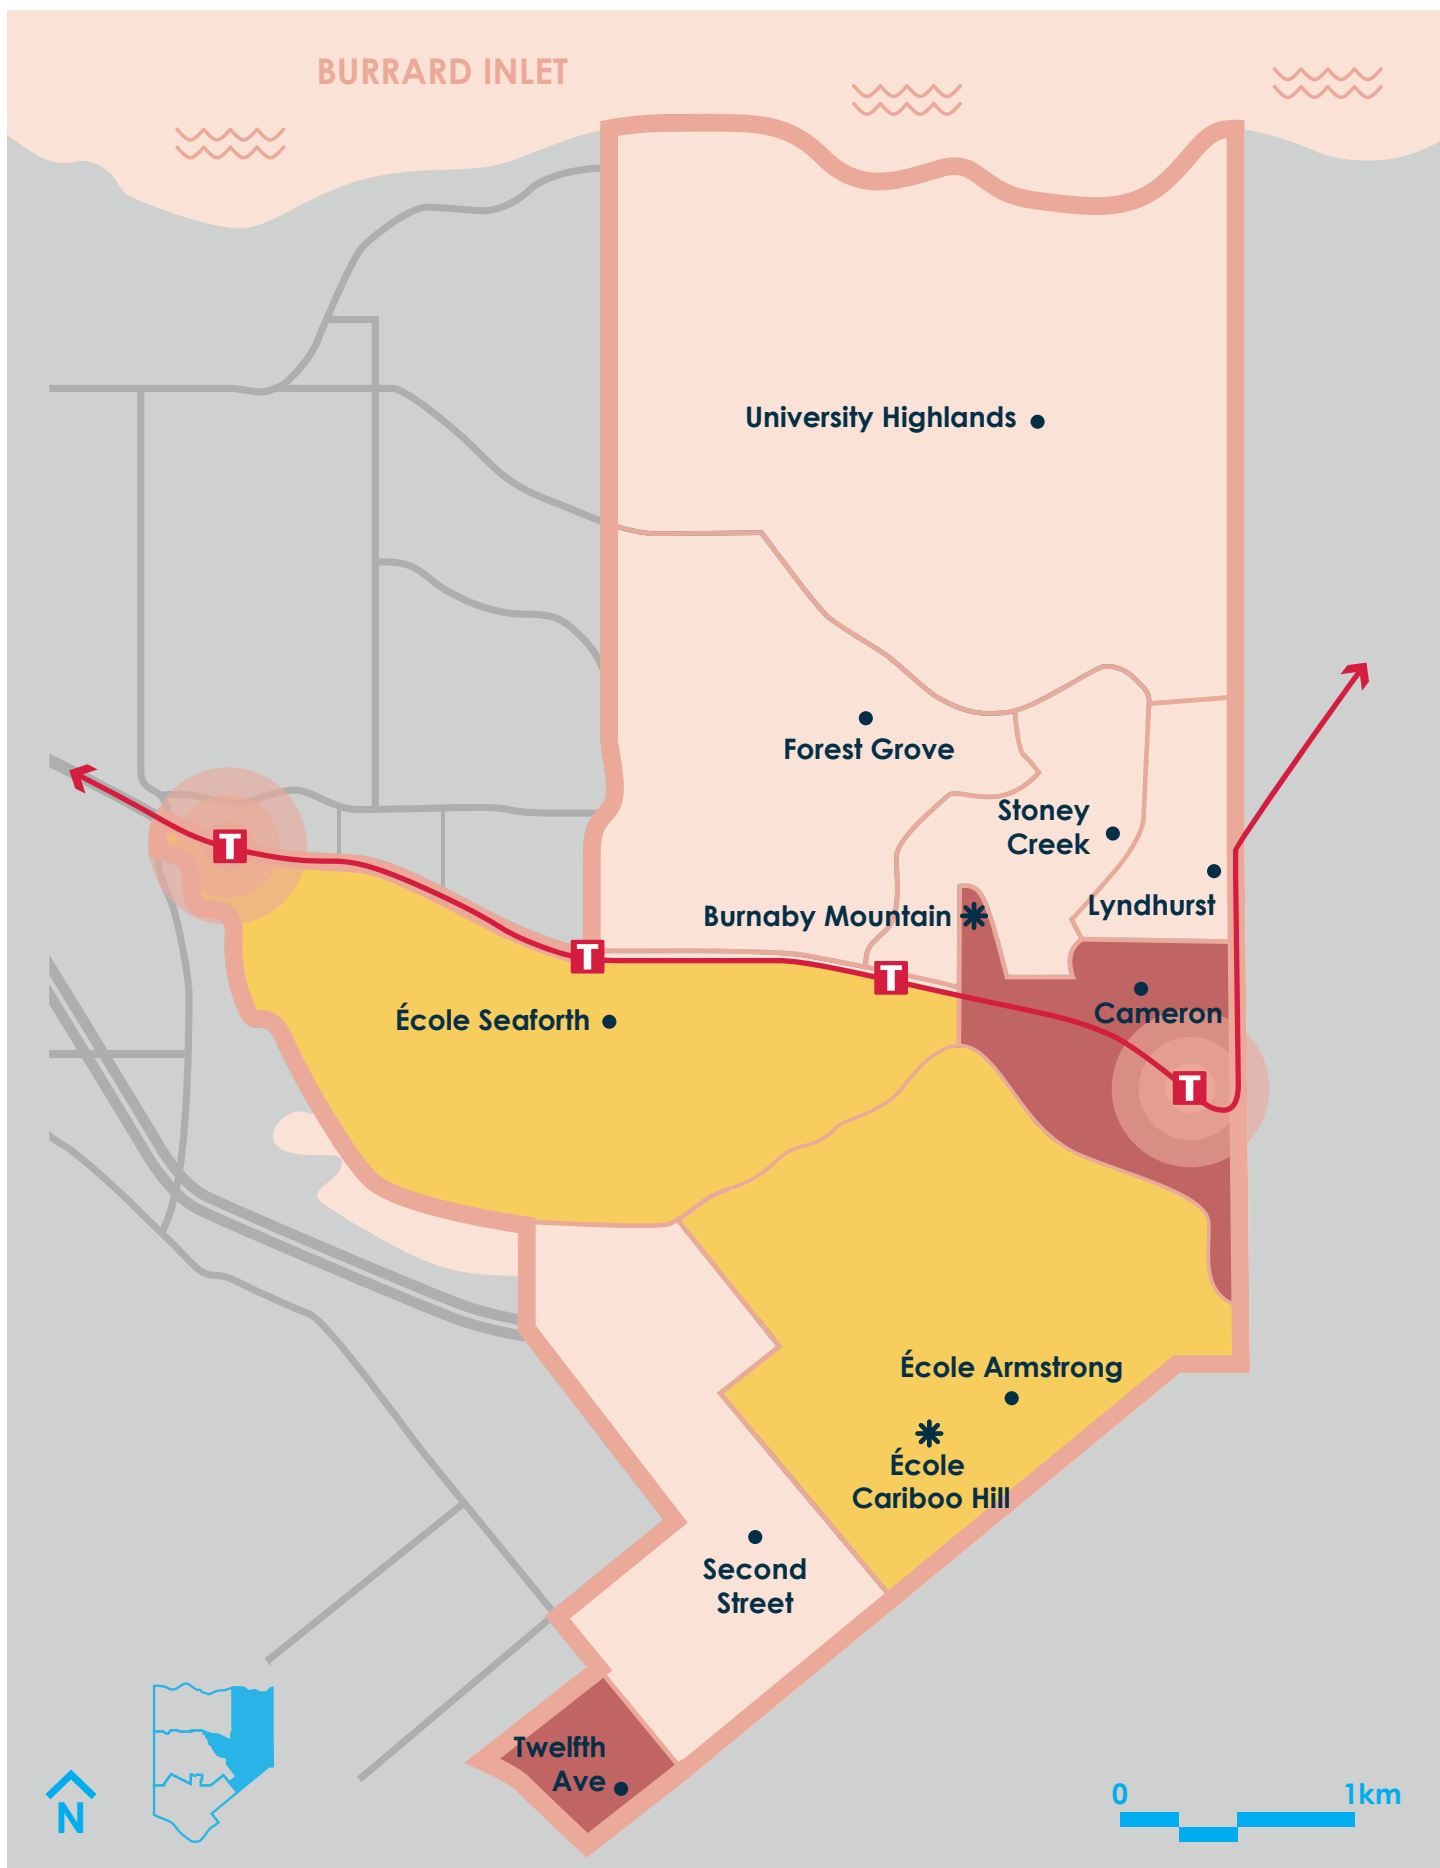 BURRARD INLET
University Highlands
Forest Grove
Stoney
Creek
Lyndhurst
Burnaby Mountain
T
T
T
École Seaforth
Cameron
T
École Armstrong
École
Cariboo Hill
Second
Street
Twelfth
Ave
N
0
1km